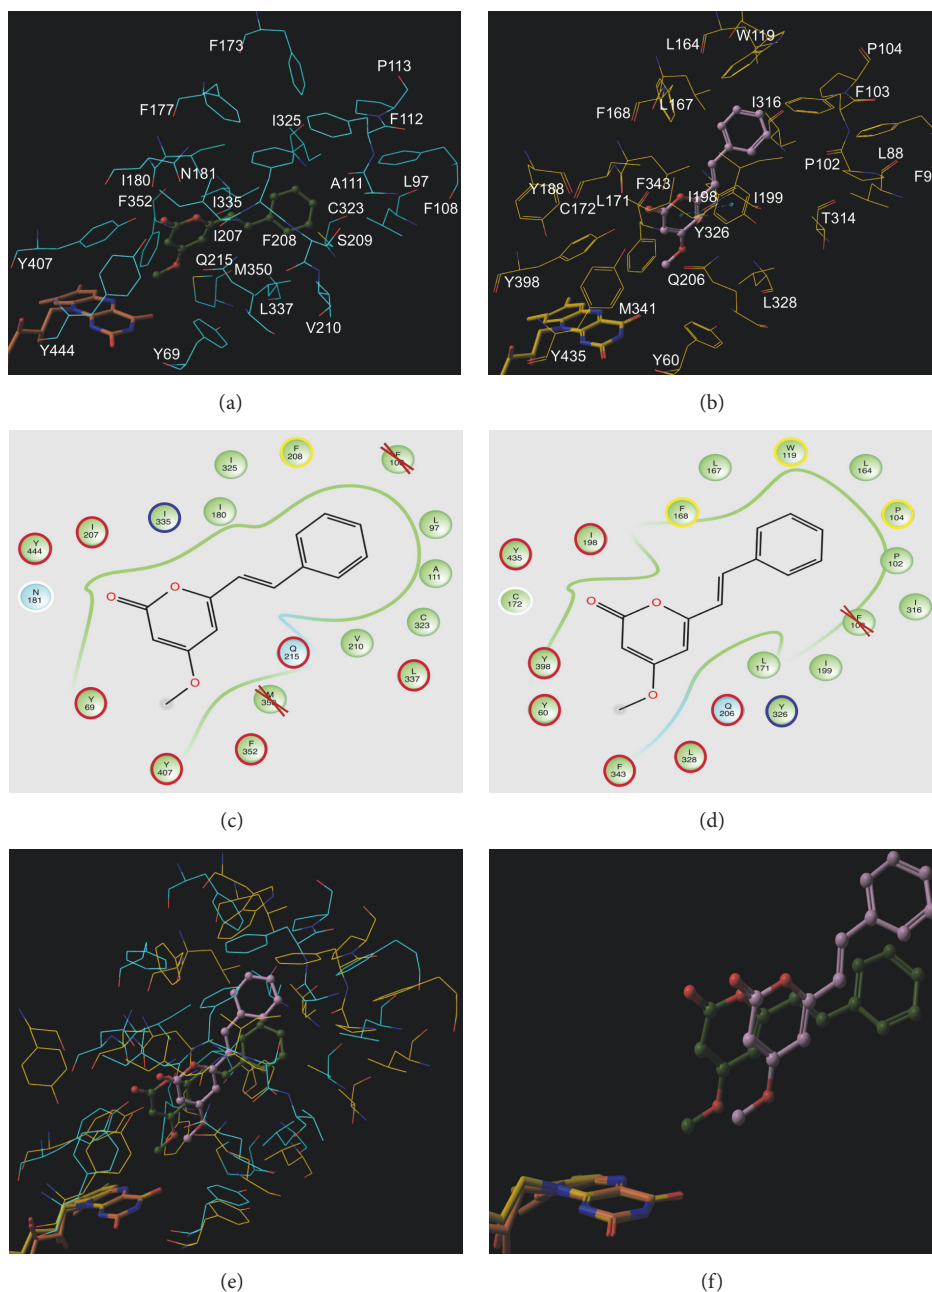 F173
P113
F177
F112
I325
N181
I180
A111
L97
F352
I335
C323
F108
I207
F208
S209
Y407
Q215
M350
L337
V210
Y444
Y69
(a)
L164
W119
P104
F103
F168
L167
I316
P102
L88
F9
Y188
F343
I198
I199
C172
L171
T314
Y326
Y398
Q206
L328
M341
Y435
Y60
(b)
F 208
I 325
I 335
I 180
I 207
Y 444
L 97
N 181
A 111
C 323
V 210
Q 215
L 337
Y 69
F 352
Y 407
O
O
O
(c)
W 119
L 167
L 164
F 168
P 104
I 198
Y 435
P 102
C 172
I 316
Y 398
L 171
I 199
Y 60
Q 206
Y 326
L 328
F 343
O
O
O
(d)
(e)
(f)